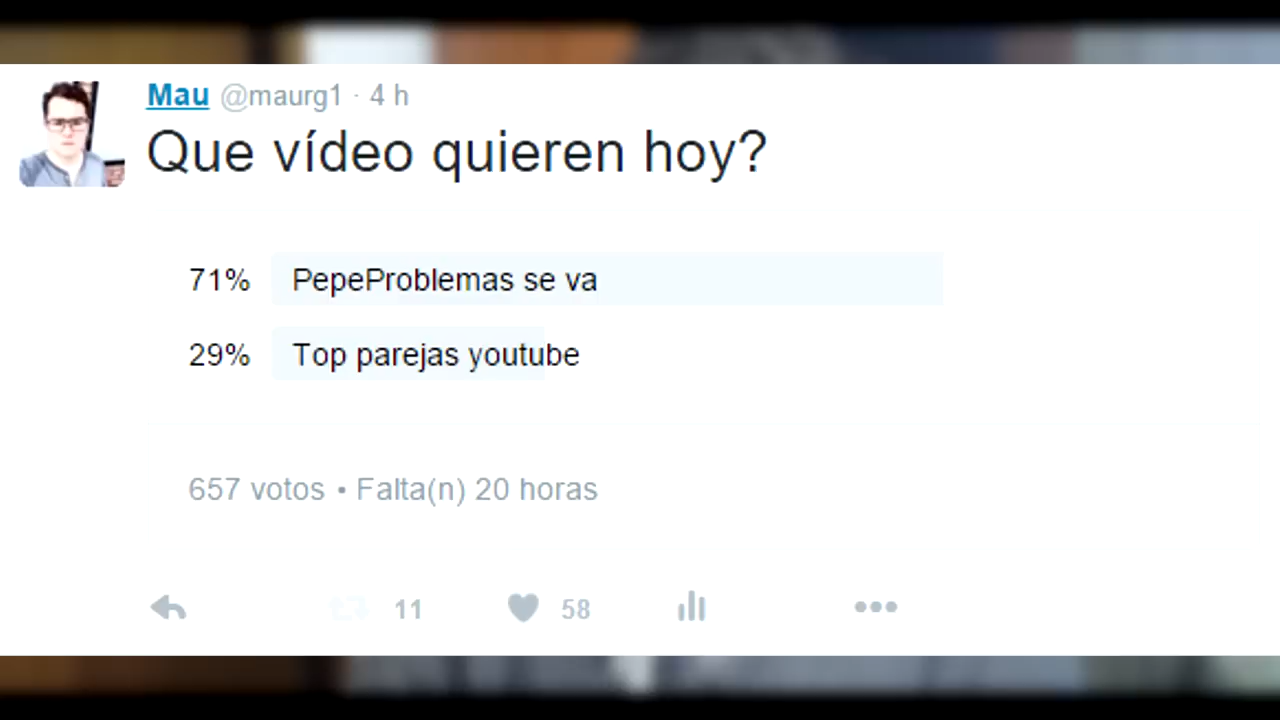 Mau @maurg1 · 4 h
Que vídeo quieren hoy?
71% PepeProblemas se va
29% Top parejas youtube
657 votos • Falta(n) 20 horas
11 58